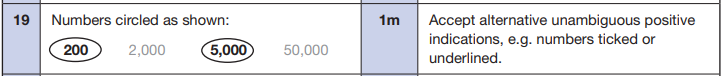 19 Numbers circled as shown: 1m Accept alternative unambiguous positive
200 2,000 5,000 50,000 indications, e.g. numbers ticked or
underlined.